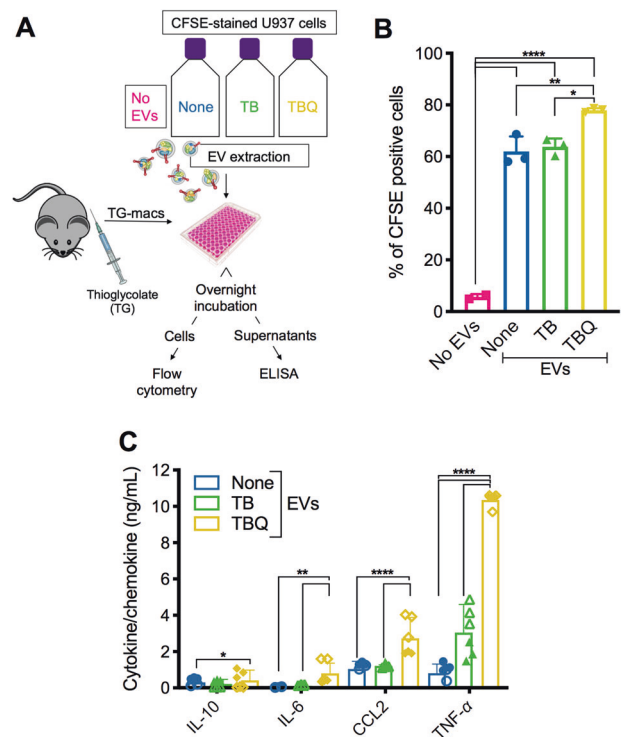 A
CFSE-stained U937 cells
No
EVs
None
TB
TBQ
EV extraction
TG-macs
Thioglycolate
(TG)
Overnight
incubation
Cells
Supernatants
Flow
cytometry
ELISA
B
% of CFSE positive cells
100
80
60
40
20
0
****
**
*
No EVs
None
TB
TBQ
EVs
C
Cytokine/chemokine (ng/mL)
12
10
8
6
4
2
0
None
TB
TBQ
EVs
*
**
****
****
IL-10
IL-6
CCL2
TNF-α